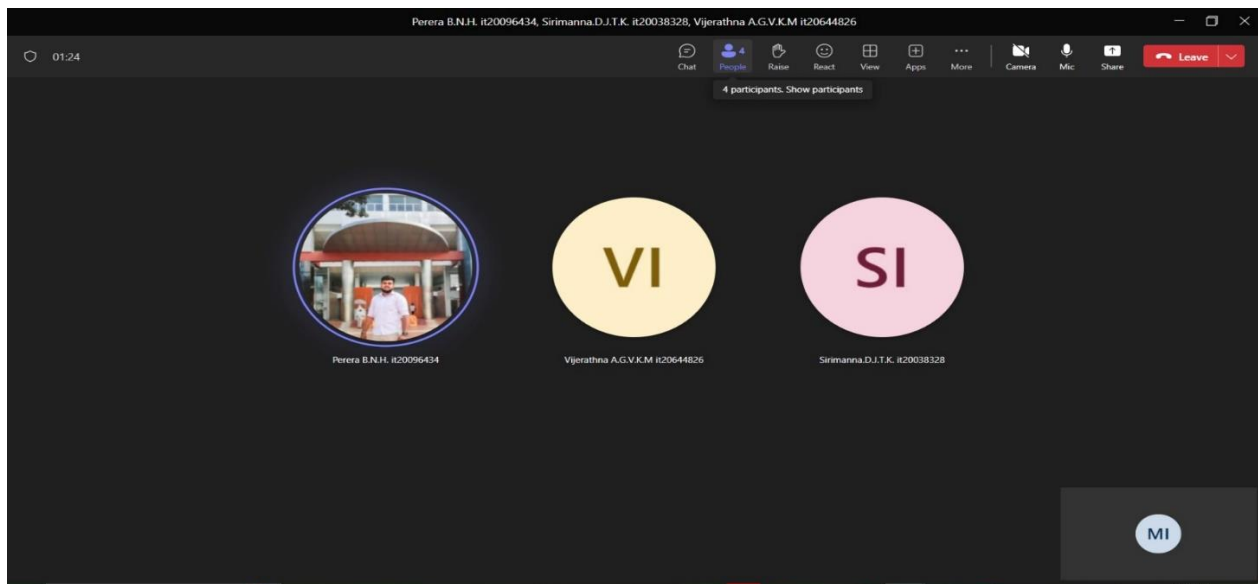 Perera B.N.H. it20096434, Sirimanna.D.J.T.K. it20038328, Vijerathna A.G.V.K.M it20644826
01:24
Chat
4
People
Raise
React
View
Apps
More
Camera
Mic
Share
Leave
4 participants. Show participants
VI
SI
Perera B.N.H. it20096434
Vijerathna A.G.V.K.M it20644826
Sirimanna.D.J.T.K. it20038328
MI